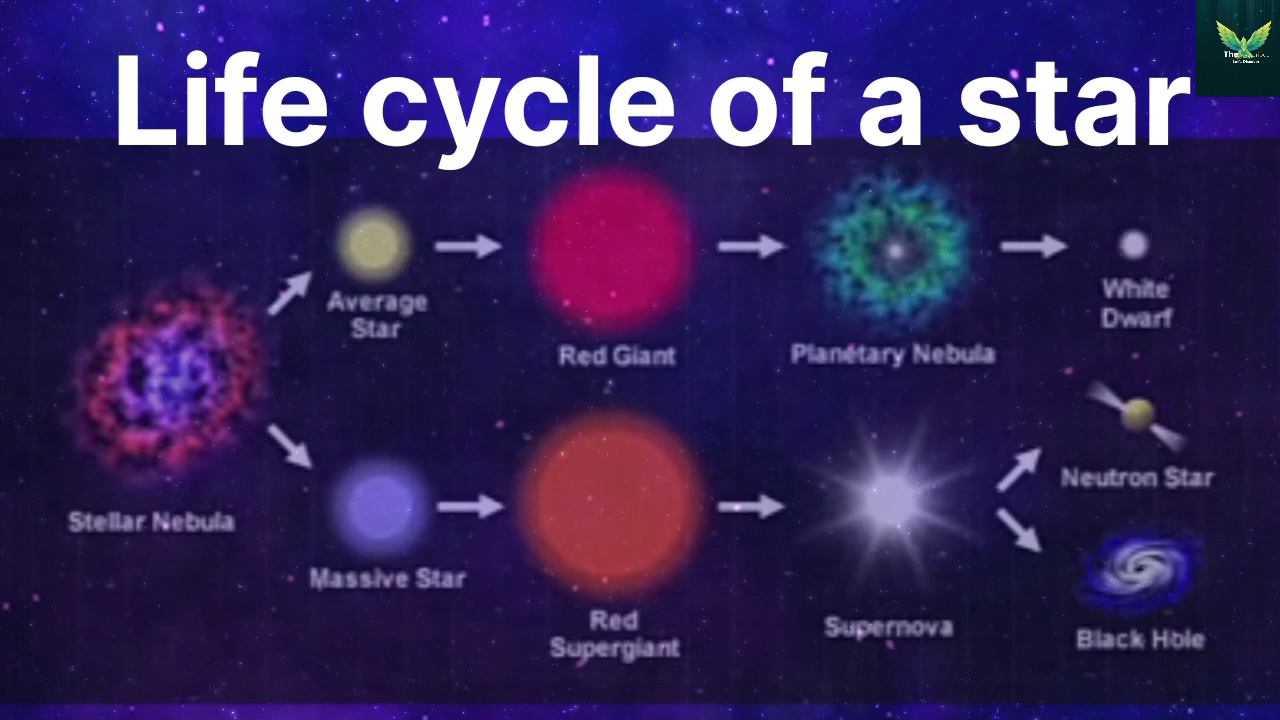 Life cycle of a star
Average
Star
Red Giant
Planetary Nebula
White
Dwarf
Stellar Nebula
Massive Star
Red
Supergiant
Supernova
Neutron Star
Black Hole
The